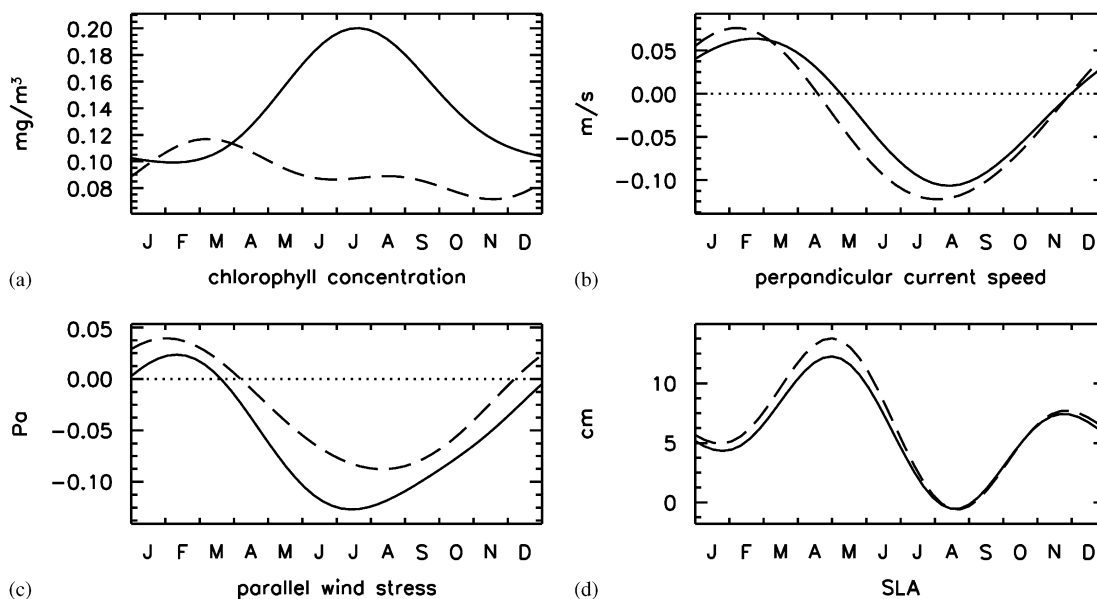 0.20
0.18
0.16
0.14
0.12
0.10
0.08
mg/m³
J F M A M J J A S O N D
(a) chlorophyll concentration
0.05
0.00
−0.05
−0.10
m/s
J F M A M J J A S O N D
(b) perpandicular current speed
0.05
0.00
−0.05
−0.10
Pa
J F M A M J J A S O N D
(c) parallel wind stress
10
5
0
cm
J F M A M J J A S O N D
(d) SLA